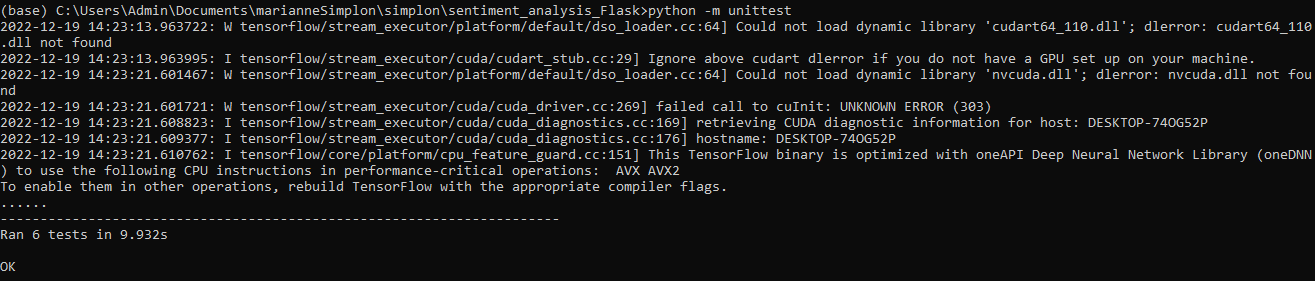 (base) C:\Users\Admin\Documents\marianneSimplon\simplon\sentiment_analysis_Flask>python -m unittest
2022-12-19 14:23:13.963722: W tensorflow/stream_executor/platform/default/dso_loader.cc:64] Could not load dynamic library 'cudart64_110.dll'; dlerror: cudart64_110
.dll not found
2022-12-19 14:23:13.963995: I tensorflow/stream_executor/cuda/cudart_stub.cc:29] Ignore above cudart dlerror if you do not have a GPU set up on your machine.
2022-12-19 14:23:21.601467: W tensorflow/stream_executor/platform/default/dso_loader.cc:64] Could not load dynamic library 'nvcuda.dll'; dlerror: nvcuda.dll not fou
nd
2022-12-19 14:23:21.601721: W tensorflow/stream_executor/cuda/cuda_driver.cc:269] failed call to cuInit: UNKNOWN ERROR (303)
2022-12-19 14:23:21.608823: I tensorflow/stream_executor/cuda/cuda_diagnostics.cc:169] retrieving CUDA diagnostic information for host: DESKTOP-74OG52P
2022-12-19 14:23:21.609377: I tensorflow/stream_executor/cuda/cuda_diagnostics.cc:176] hostname: DESKTOP-74OG52P
2022-12-19 14:23:21.610762: I tensorflow/core/platform/cpu_feature_guard.cc:151] This TensorFlow binary is optimized with oneAPI Deep Neural Network Library (oneDNN
) to use the following CPU instructions in performance-critical operations:  AVX AVX2
To enable them in other operations, rebuild TensorFlow with the appropriate compiler flags.
......
----------------------------------------------------------------------
Ran 6 tests in 9.932s
OK